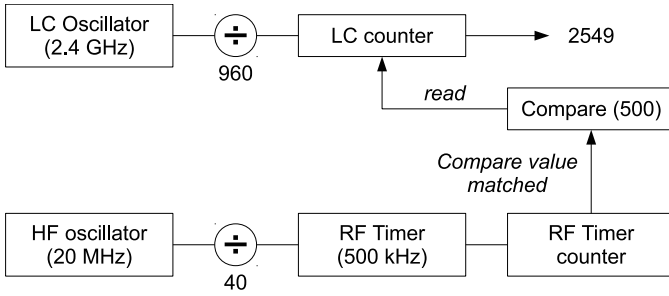 LC Oscillator
(2.4 GHz)
÷
960
LC counter
2549
read
Compare (500)
Compare value
matched
HF oscillator
(20 MHz)
÷
40
RF Timer
(500 kHz)
RF Timer
counter